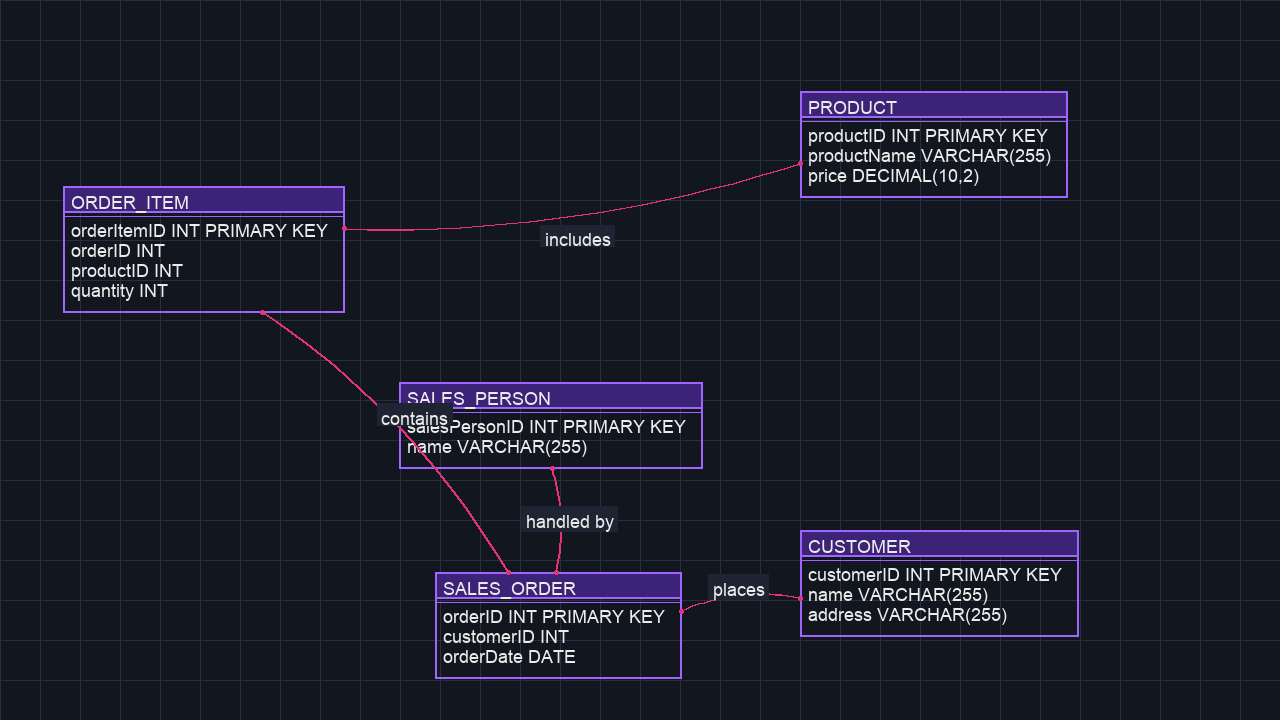 PRODUCT
productID INT PRIMARY KEY
productName VARCHAR(255)
price DECIMAL(10,2)
ORDER_ITEM
orderItemID INT PRIMARY KEY
orderID INT
productID INT
quantity INT
includes
SALES_PERSON
salesPersonID INT PRIMARY KEY
name VARCHAR(255)
contains
handled by
SALES_ORDER
orderID INT PRIMARY KEY
customerID INT
orderDate DATE
places
CUSTOMER
customerID INT PRIMARY KEY
name VARCHAR(255)
address VARCHAR(255)